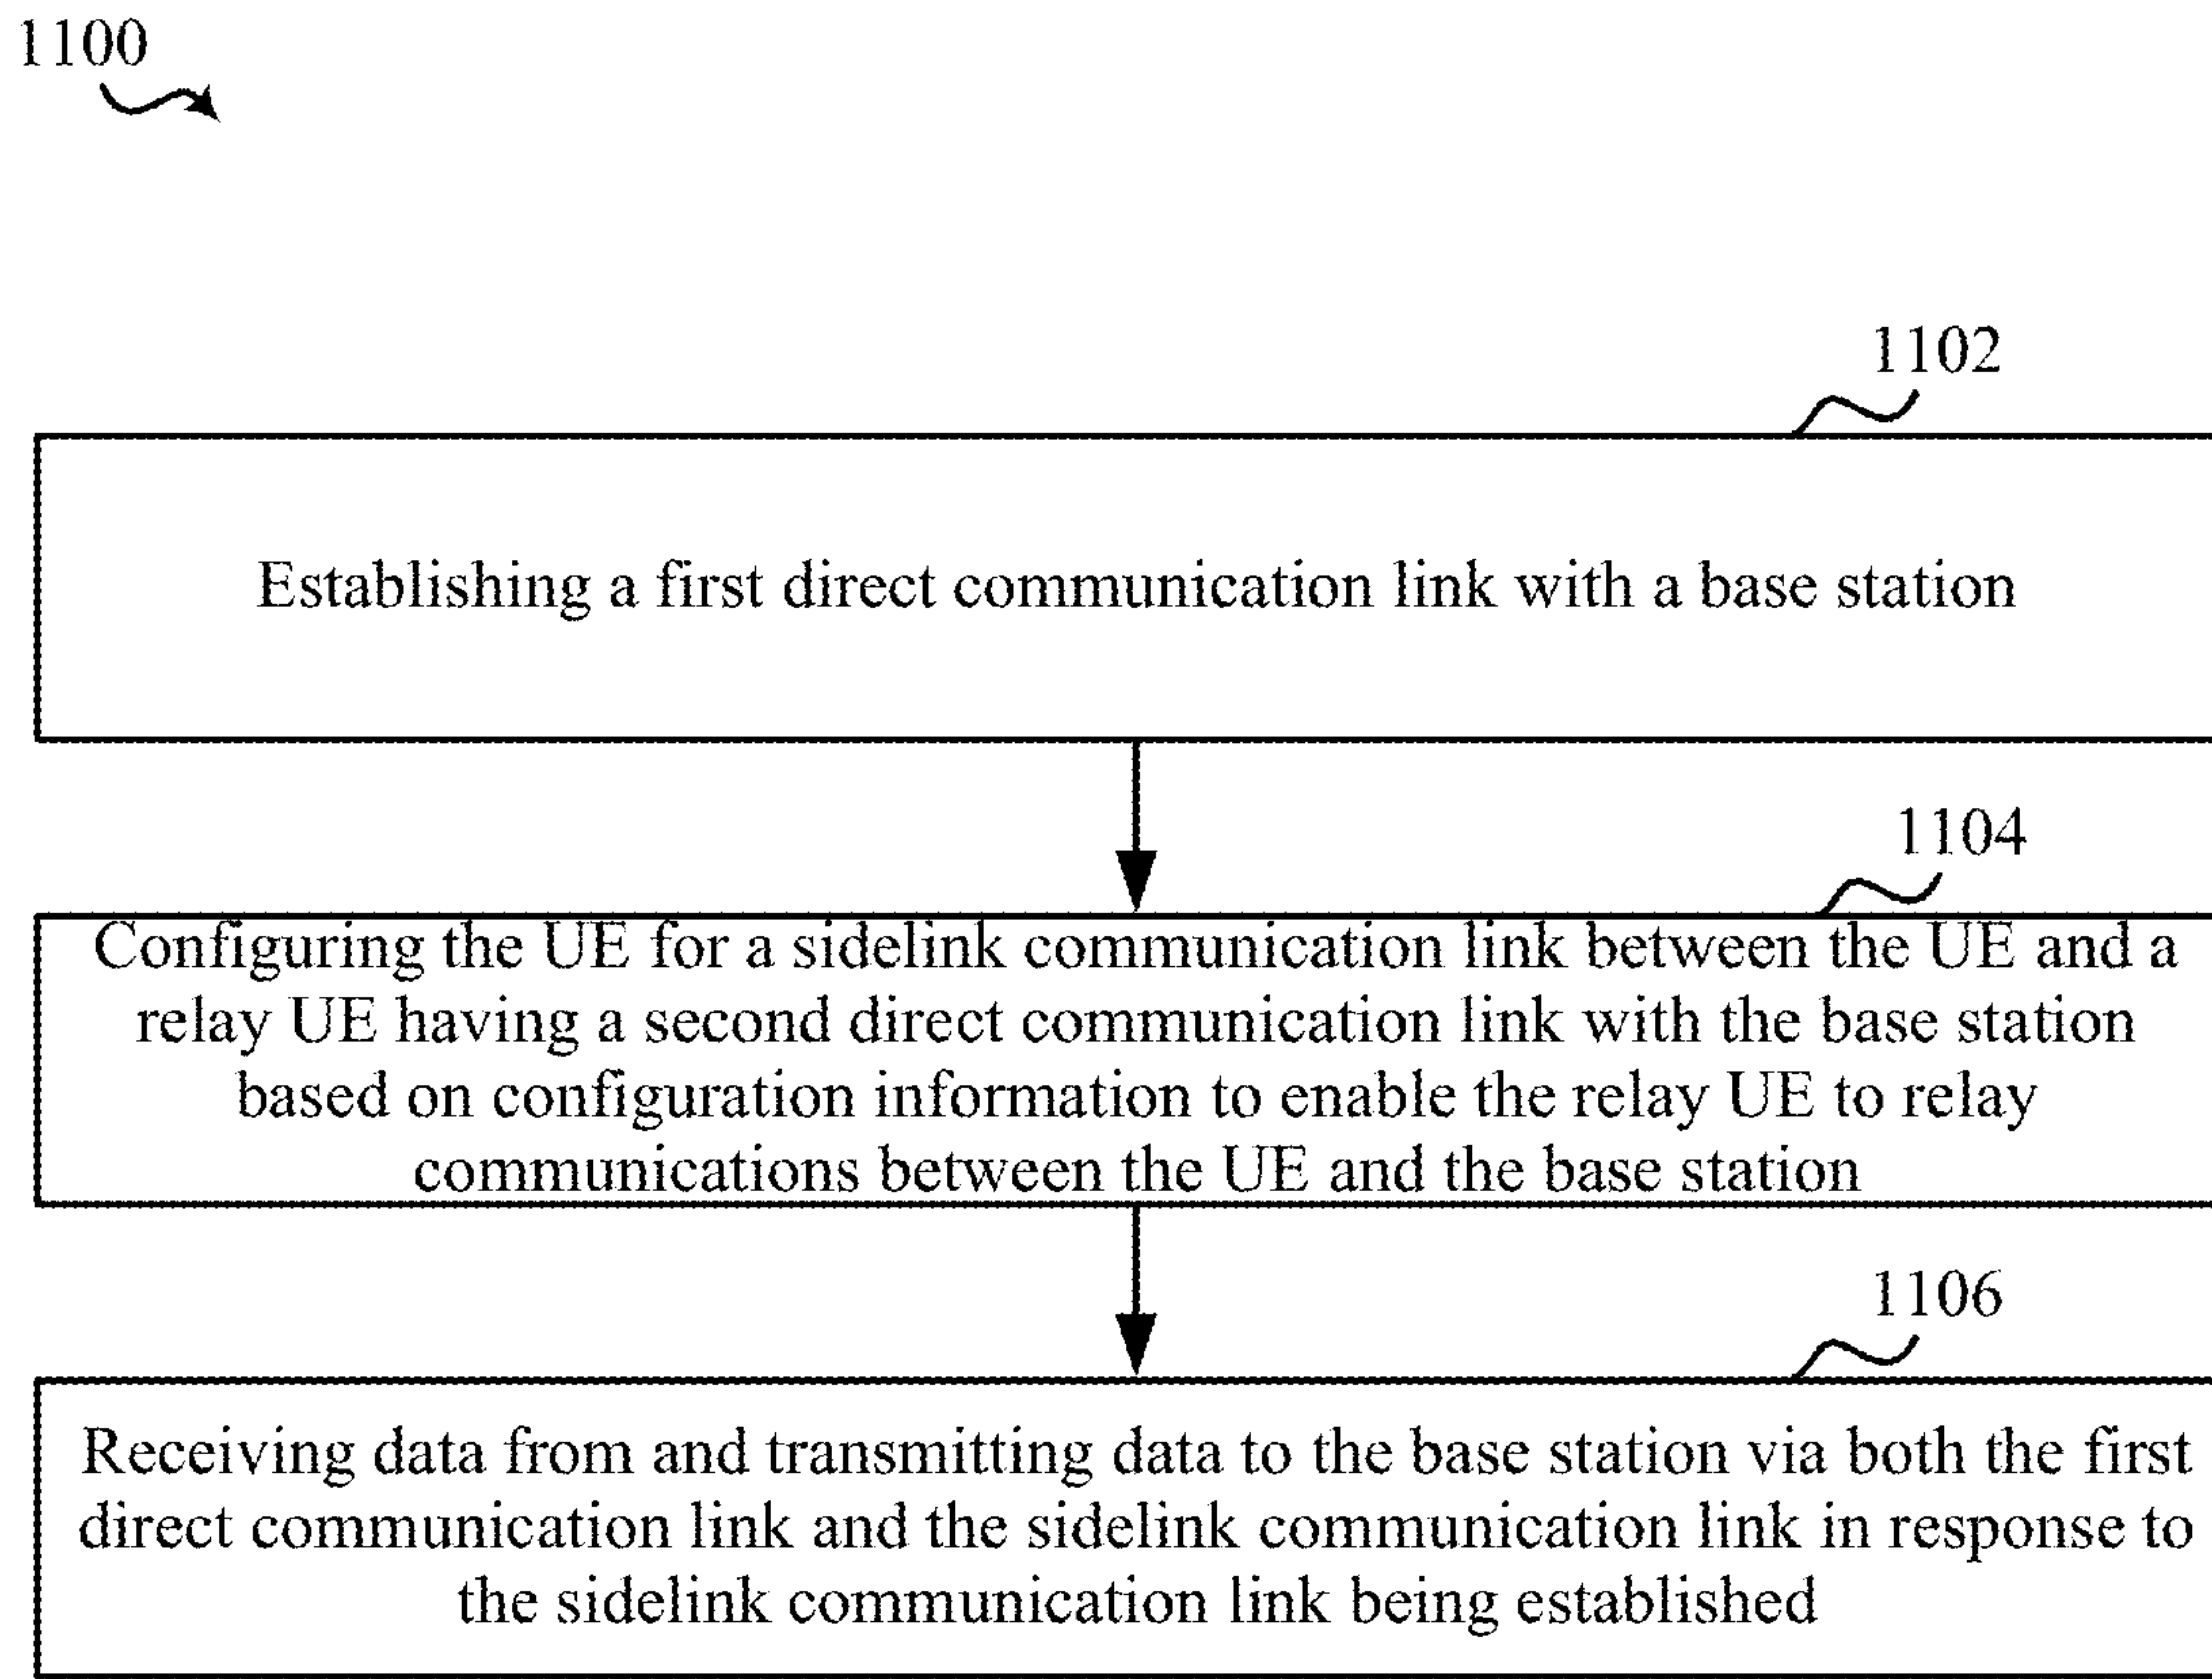 1100
1102
Establishing a first direct communication link with a base station
1104
Configuring the UE for a sidelink communication link between the UE and a
relay UE having a second direct communication link with the base station
based on configuration information to enable the relay UE to relay
communications between the UE and the base station
1106
Receiving data from and transmitting data to the base station via both the first
direct communication link and the sidelink communication link in response to
the sidelink communication link being established